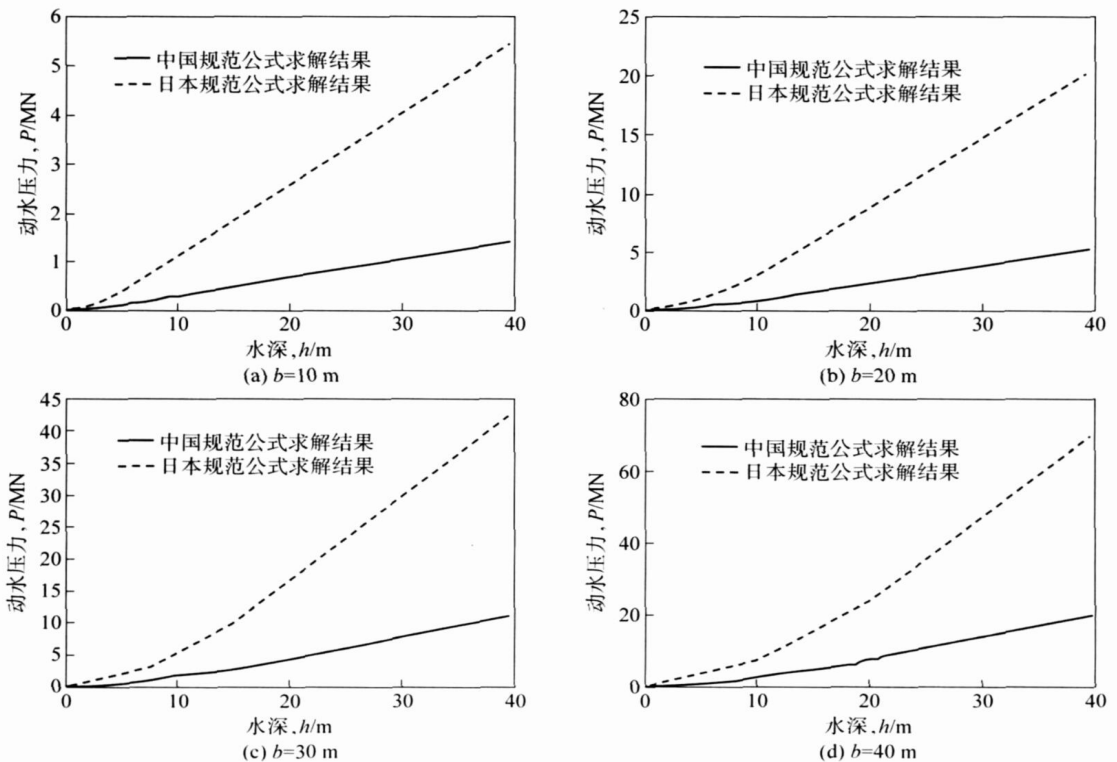 6
5
4
3
2
1
0
动水压力, P/MN
中国规范公式求解结果
日本规范公式求解结果
0 10 20 30 40
水深, h/m
(a) b=10 m
25
20
15
10
5
0
动水压力, P/MN
中国规范公式求解结果
日本规范公式求解结果
0 10 20 30 40
水深, h/m
(b) b=20 m
45
40
35
30
25
20
15
10
5
0
动水压力, P/MN
中国规范公式求解结果
日本规范公式求解结果
0 10 20 30 40
水深, h/m
(c) b=30 m
80
60
40
20
0
动水压力, P/MN
中国规范公式求解结果
日本规范公式求解结果
0 10 20 30 40
水深, h/m
(d) b=40 m